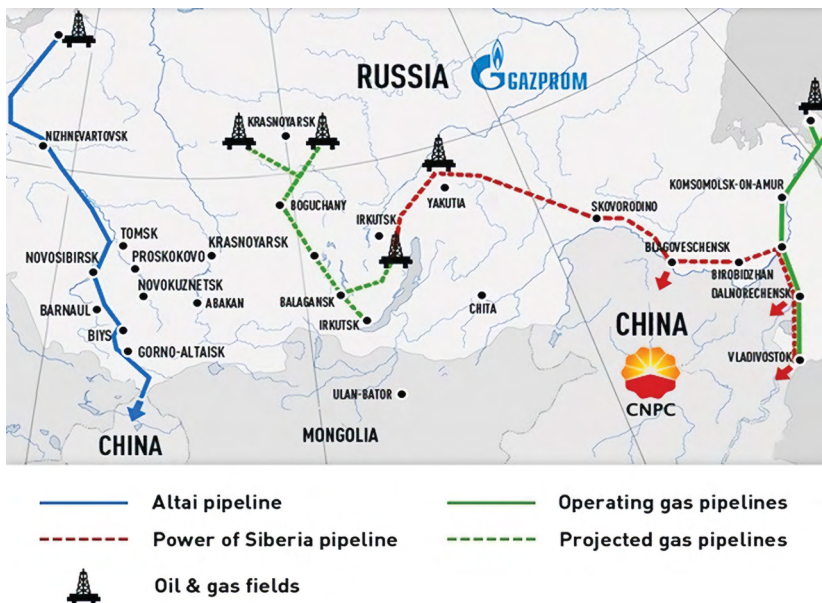 RUSSIA
GAZPROM
KRASNOYARSK
NIZHNEVARTOVSK
KOMSOMOLSK-ON-AMUR
YAKUTIA
BOGUCHANY
SKOVORODINO
IRKUTSK
TOMSK
KRASNOYARSK
BLAGOVESCHENSK
PROSKOKOVO
NOVOSIBIRSK
BIROBIDZHAN
NOVOKUZNETSK
DALNORECHENSK
BARNAUL
ABAKAN
BALAGANSK
CHITA
IRKUTSK
CHINA
BIYS
GORNO-ALTAISK
VLADIVOSTOK
ULAN-BATOR
CNPC
CHINA
MONGOLIA
Altai pipeline
Operating gas pipelines
Power of Siberia pipeline
Projected gas pipelines
Oil & gas fields